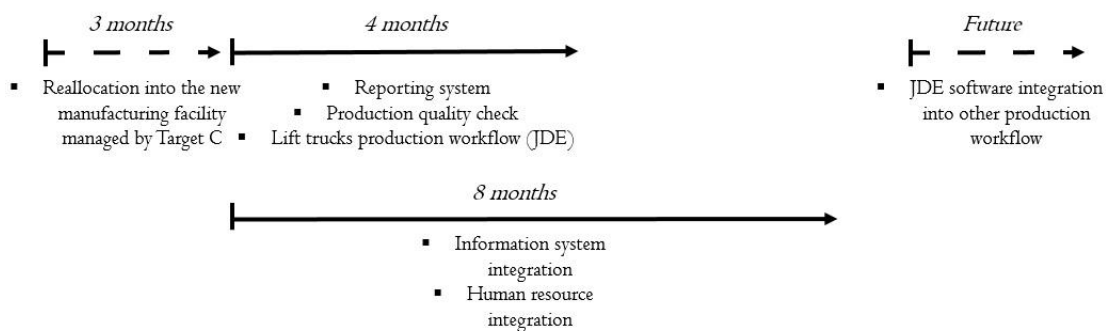 3 months
▪ Reallocation into the new
manufacturing facility
managed by Target C
4 months
▪ Reporting system
▪ Production quality check
▪ Lift trucks production workflow (JDE)
Future
▪ JDE software integration
into other production
workflow
8 months
▪ Information system
integration
▪ Human resource
integration